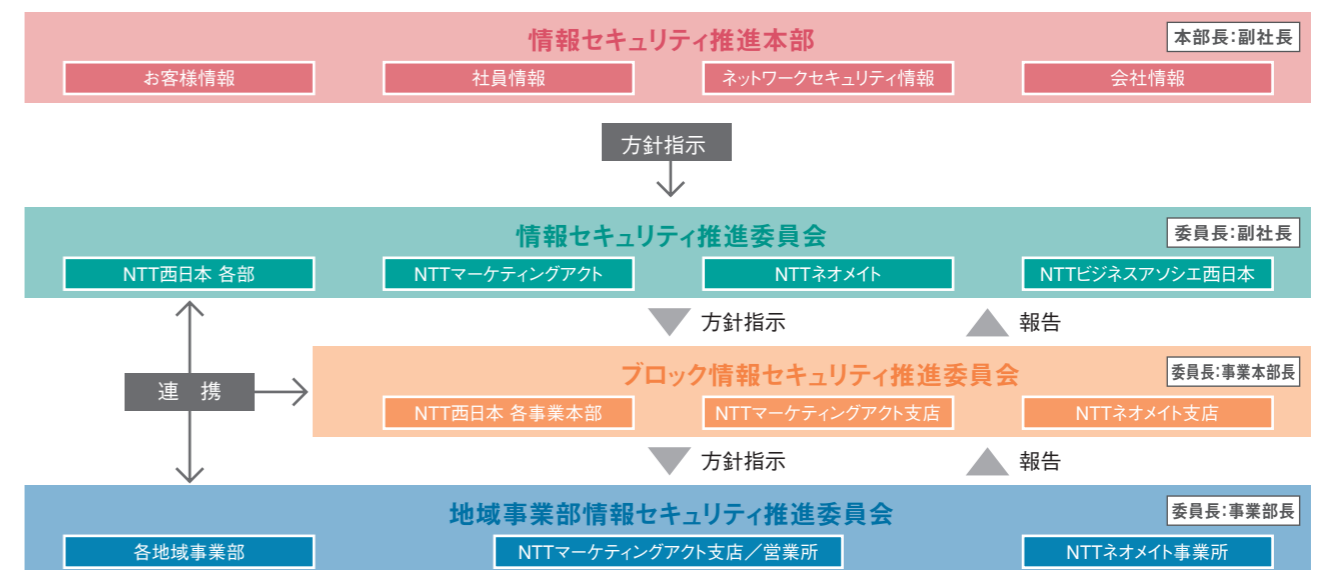 情報セキュリティ推進本部
本部長:副社長
お客様情報
社員情報
ネットワークセキュリティ情報
会社情報
方針指示
情報セキュリティ推進委員会
委員長:副社長
NTT西日本 各部
NTTマーケティングアクト
NTTネオメイト
NTTビジネスアソシエ西日本
方針指示
報告
連 携
ブロック情報セキュリティ推進委員会
委員長:事業本部長
NTT西日本 各事業本部
NTTマーケティングアクト支店
NTTネオメイト支店
方針指示
報告
地域事業部情報セキュリティ推進委員会
委員長:事業部長
各地域事業部
NTTマーケティングアクト支店／営業所
NTTネオメイト事業所